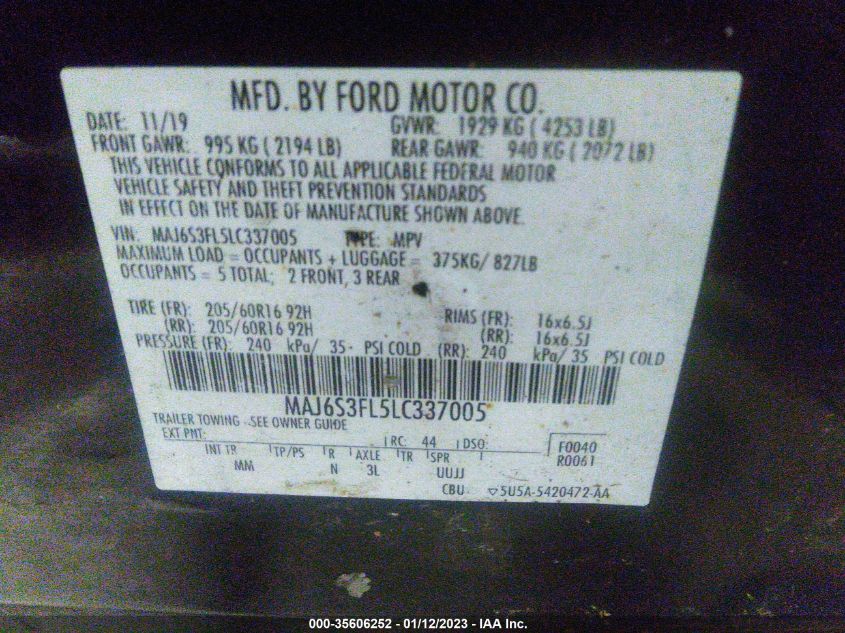 MFD. BY FORD MOTOR CO.
DATE: 11/19 GVWR: 1929 KG ( 4253 LB)
FRONT GAWR: 995 KG ( 2194 LB) REAR GAWR: 940 KG ( 2072 LB)
THIS VEHICLE CONFORMS TO ALL APPLICABLE FEDERAL MOTOR
VEHICLE SAFETY AND THEFT PREVENTION STANDARDS
IN EFFECT ON THE DATE OF MANUFACTURE SHOWN ABOVE.
VIN: MAJ6S3FL5LC337005 TYPE: MPV
MAXIMUM LOAD = OCCUPANTS + LUGGAGE = 375KG/ 827LB
OCCUPANTS = 5 TOTAL; 2 FRONT, 3 REAR
TIRE (FR): 205/60R16 92H RIMS (FR): 16x6.5J
(RR): 205/60R16 92H (RR): 16x6.5J
PRESSURE (FR): 240 kPa/ 35 PSI COLD (RR): 240 kPa/ 35 PSI COLD
MAJ6S3FL5LC337005
TRAILER TOWING - SEE OWNER GUIDE
EXT PNT: RC: 44 DSO: F0040
R0061
INT TR TP/PS R AXLE TR SPR
MM N 3L UUJJ
CBU ▽5U5A-5420472-AA
000-35606252 - 01/12/2023 - IAA Inc.